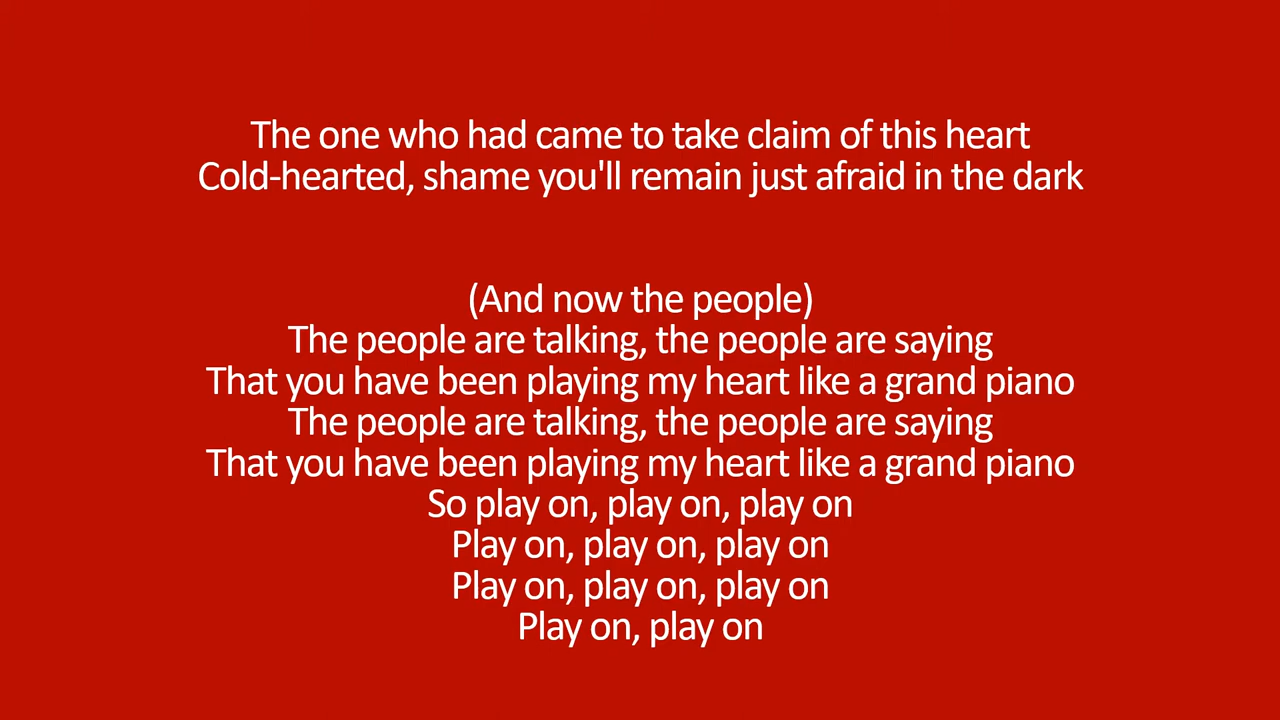 The one who had came to take claim of this heart
Cold-hearted, shame you'll remain just afraid in the dark
(And now the people)
The people are talking, the people are saying
That you have been playing my heart like a grand piano
The people are talking, the people are saying
That you have been playing my heart like a grand piano
So play on, play on, play on
Play on, play on, play on
Play on, play on, play on
Play on, play on